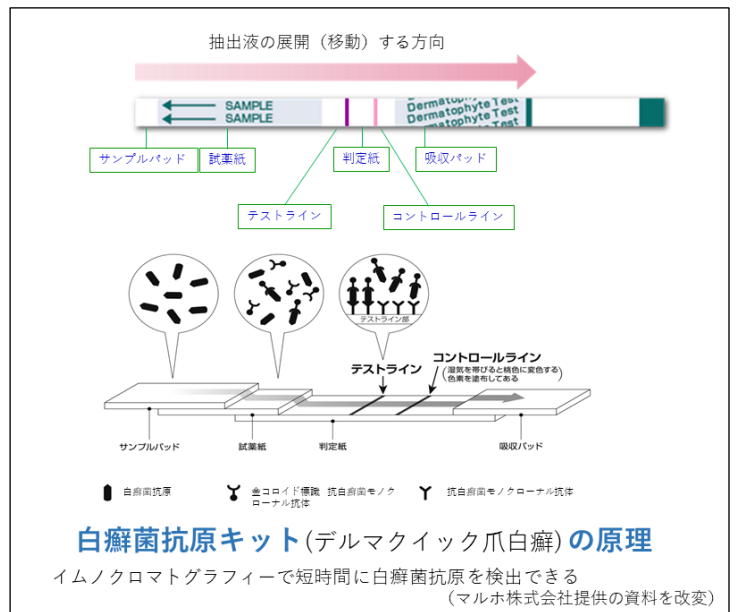 抽出液の展開（移動）する方向
SAMPLE
SAMPLE
Dermatophyte Test
Dermatophyte Test
サンプルパッド
試薬紙
判定紙
吸収パッド
テストライン
コントロールライン
テストライン部
テストライン
コントロールライン
（湿気を帯びると桃色に変色する
色素を塗布してある
サンプルパッド
試薬紙
判定紙
吸収パッド
白癬菌抗原
金コロイド標識 抗白癬菌モノク
ローナル抗体
抗白癬菌モノクローナル抗体
白癬菌抗原キット(デルマクイック爪白癬)の原理
イムノクロマトグラフィーで短時間に白癬菌抗原を検出できる
（マルホ株式会社提供の資料を改変）